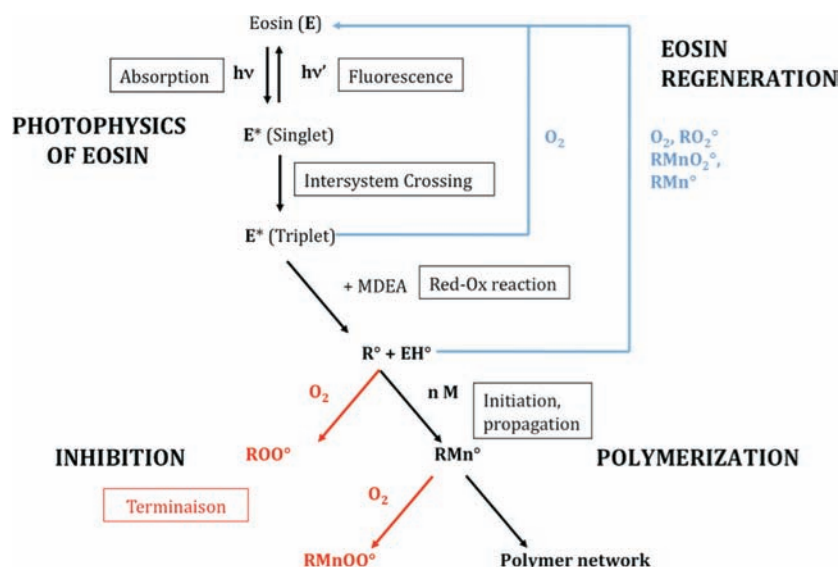 Eosin (E)
EOSIN
REGENERATION
Absorption
hν
hν'
Fluorescence
PHOTOPHYSICS
OF EOSIN
E* (Singlet)
O₂
O₂, RO₂°
RMnO₂°,
RMn°
Intersystem Crossing
E* (Triplet)
+ MDEA
Red-Ox reaction
R° + EH°
O₂
n M
Initiation,
propagation
INHIBITION
ROO°
RMn°
POLYMERIZATION
Terminaison
O₂
RMnOO°
Polymer network